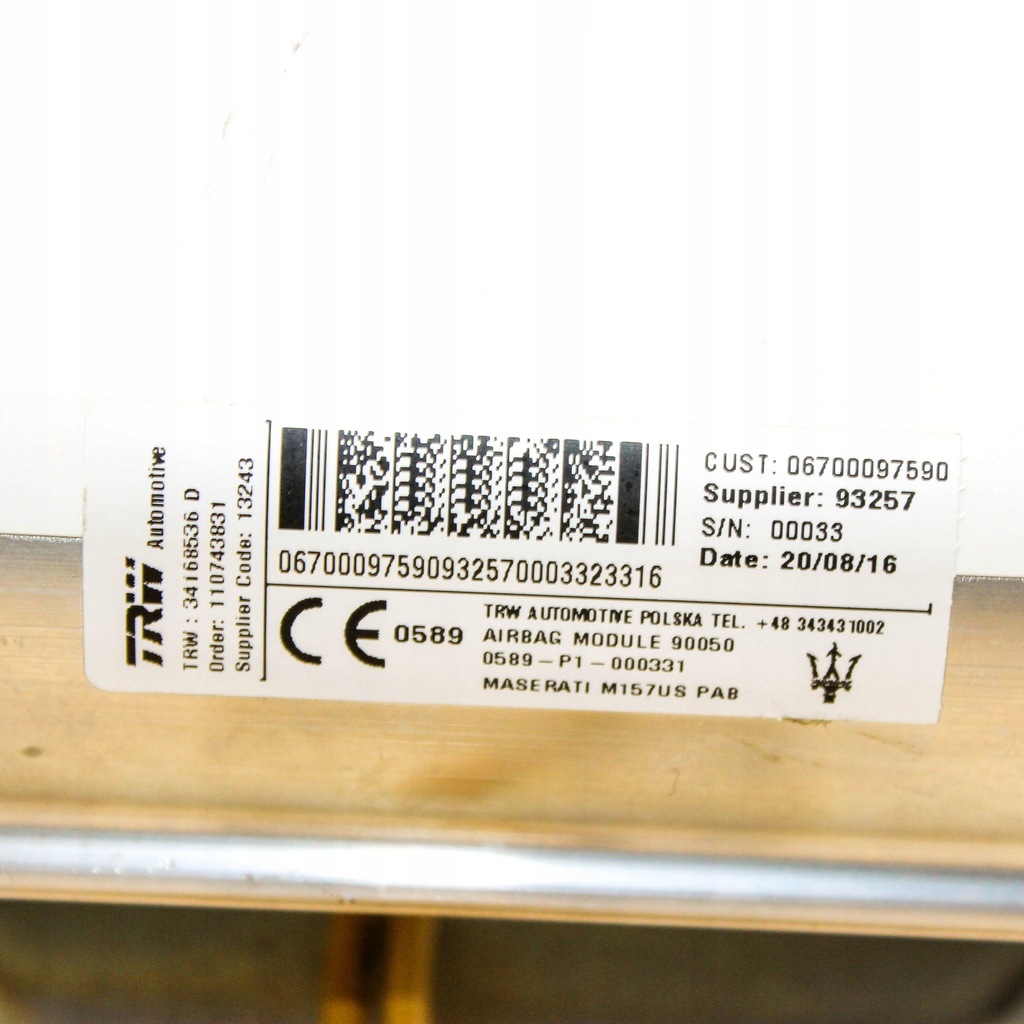 TRW Automotive
TRW: 34168536 D
Order: 110743831
Supplier Code: 13243
06700097590932570003323316
CUST: 06700097590
Supplier: 93257
S/N: 00033
Date: 20/08/16
CE 0589
TRW AUTOMOTIVE POLSKA TEL. +48 343431002
AIRBAG MODULE 90050
0589-P1-000331
MASERATI M157US PAB